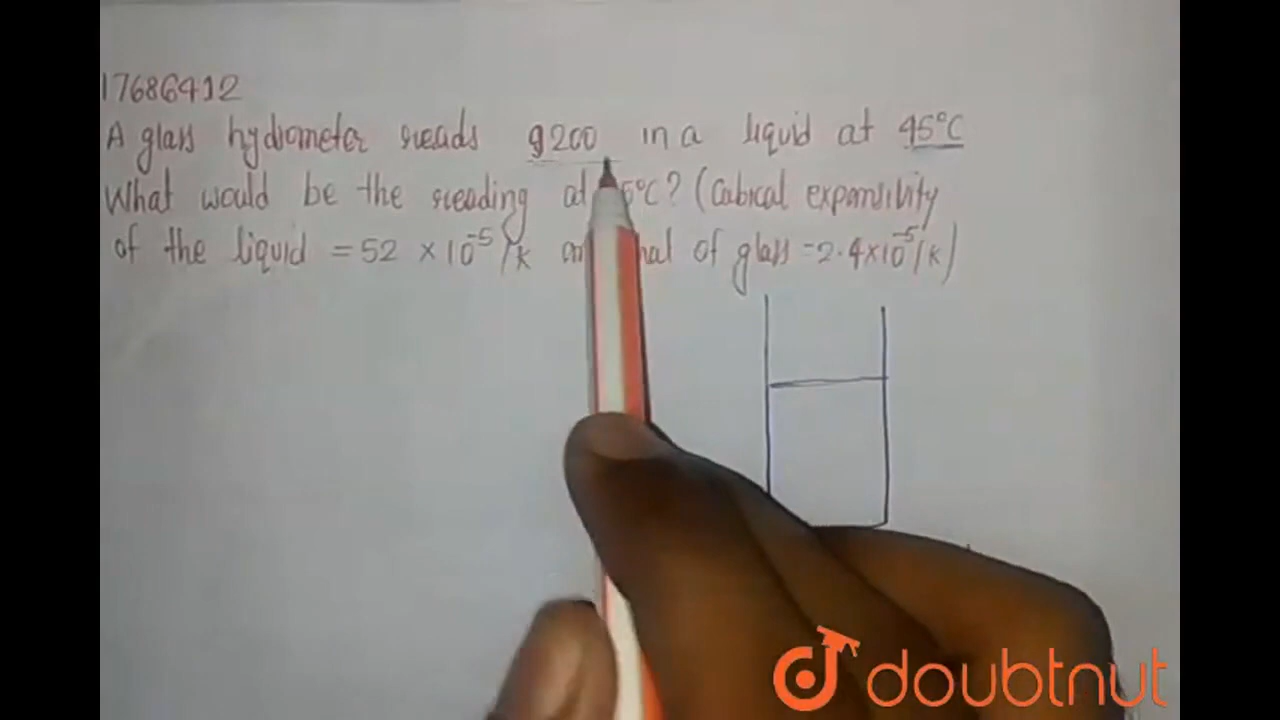 17686412
A glass hydrometer reads 9200 in a liquid at 45°C
What would be the reading at 5°C? (Cubical expansivity
of the liquid = 52 × 10⁻⁵/k of glass = 2.4×10⁻⁵/k)
doubtnut